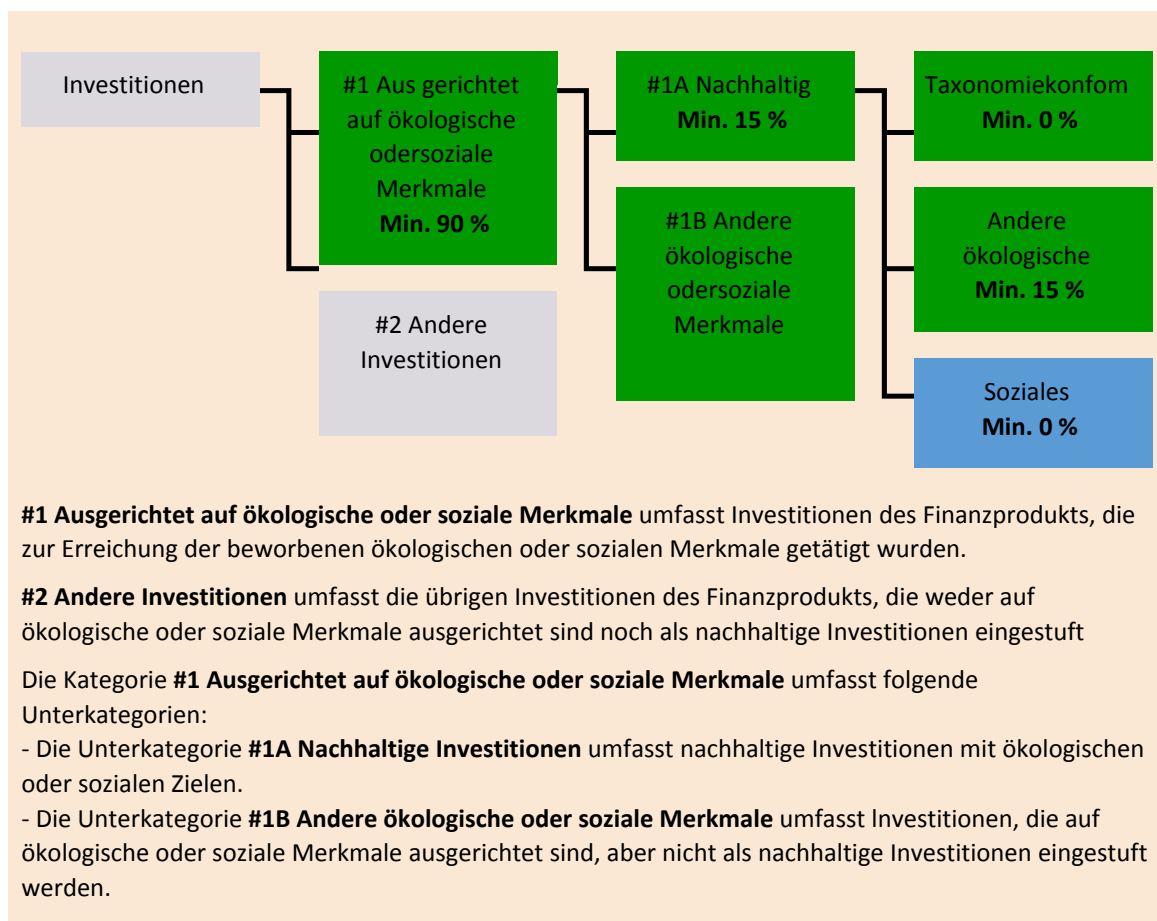 Investitionen
#1 Aus gerichtet
auf ökologische
odersoziale
Merkmale
Min. 90 %
#2 Andere
Investitionen
#1A Nachhaltig
Min. 15 %
#1B Andere
ökologische
odersoziale
Merkmale
Taxonomiekonfom
Min. 0 %
Andere
ökologische
Min. 15 %
Soziales
Min. 0 %
#1 Ausgerichtet auf ökologische oder soziale Merkmale umfasst Investitionen des Finanzprodukts, die
zur Erreichung der beworbenen ökologischen oder sozialen Merkmale getätigt wurden.
#2 Andere Investitionen umfasst die übrigen Investitionen des Finanzprodukts, die weder auf
ökologische oder soziale Merkmale ausgerichtet sind noch als nachhaltige Investitionen eingestuft
Die Kategorie #1 Ausgerichtet auf ökologische oder soziale Merkmale umfasst folgende
Unterkategorien:
- Die Unterkategorie #1A Nachhaltige Investitionen umfasst nachhaltige Investitionen mit ökologischen
oder sozialen Zielen.
- Die Unterkategorie #1B Andere ökologische oder soziale Merkmale umfasst lnvestitionen, die auf
ökologische oder soziale Merkmale ausgerichtet sind, aber nicht als nachhaltige Investitionen eingestuft
werden.